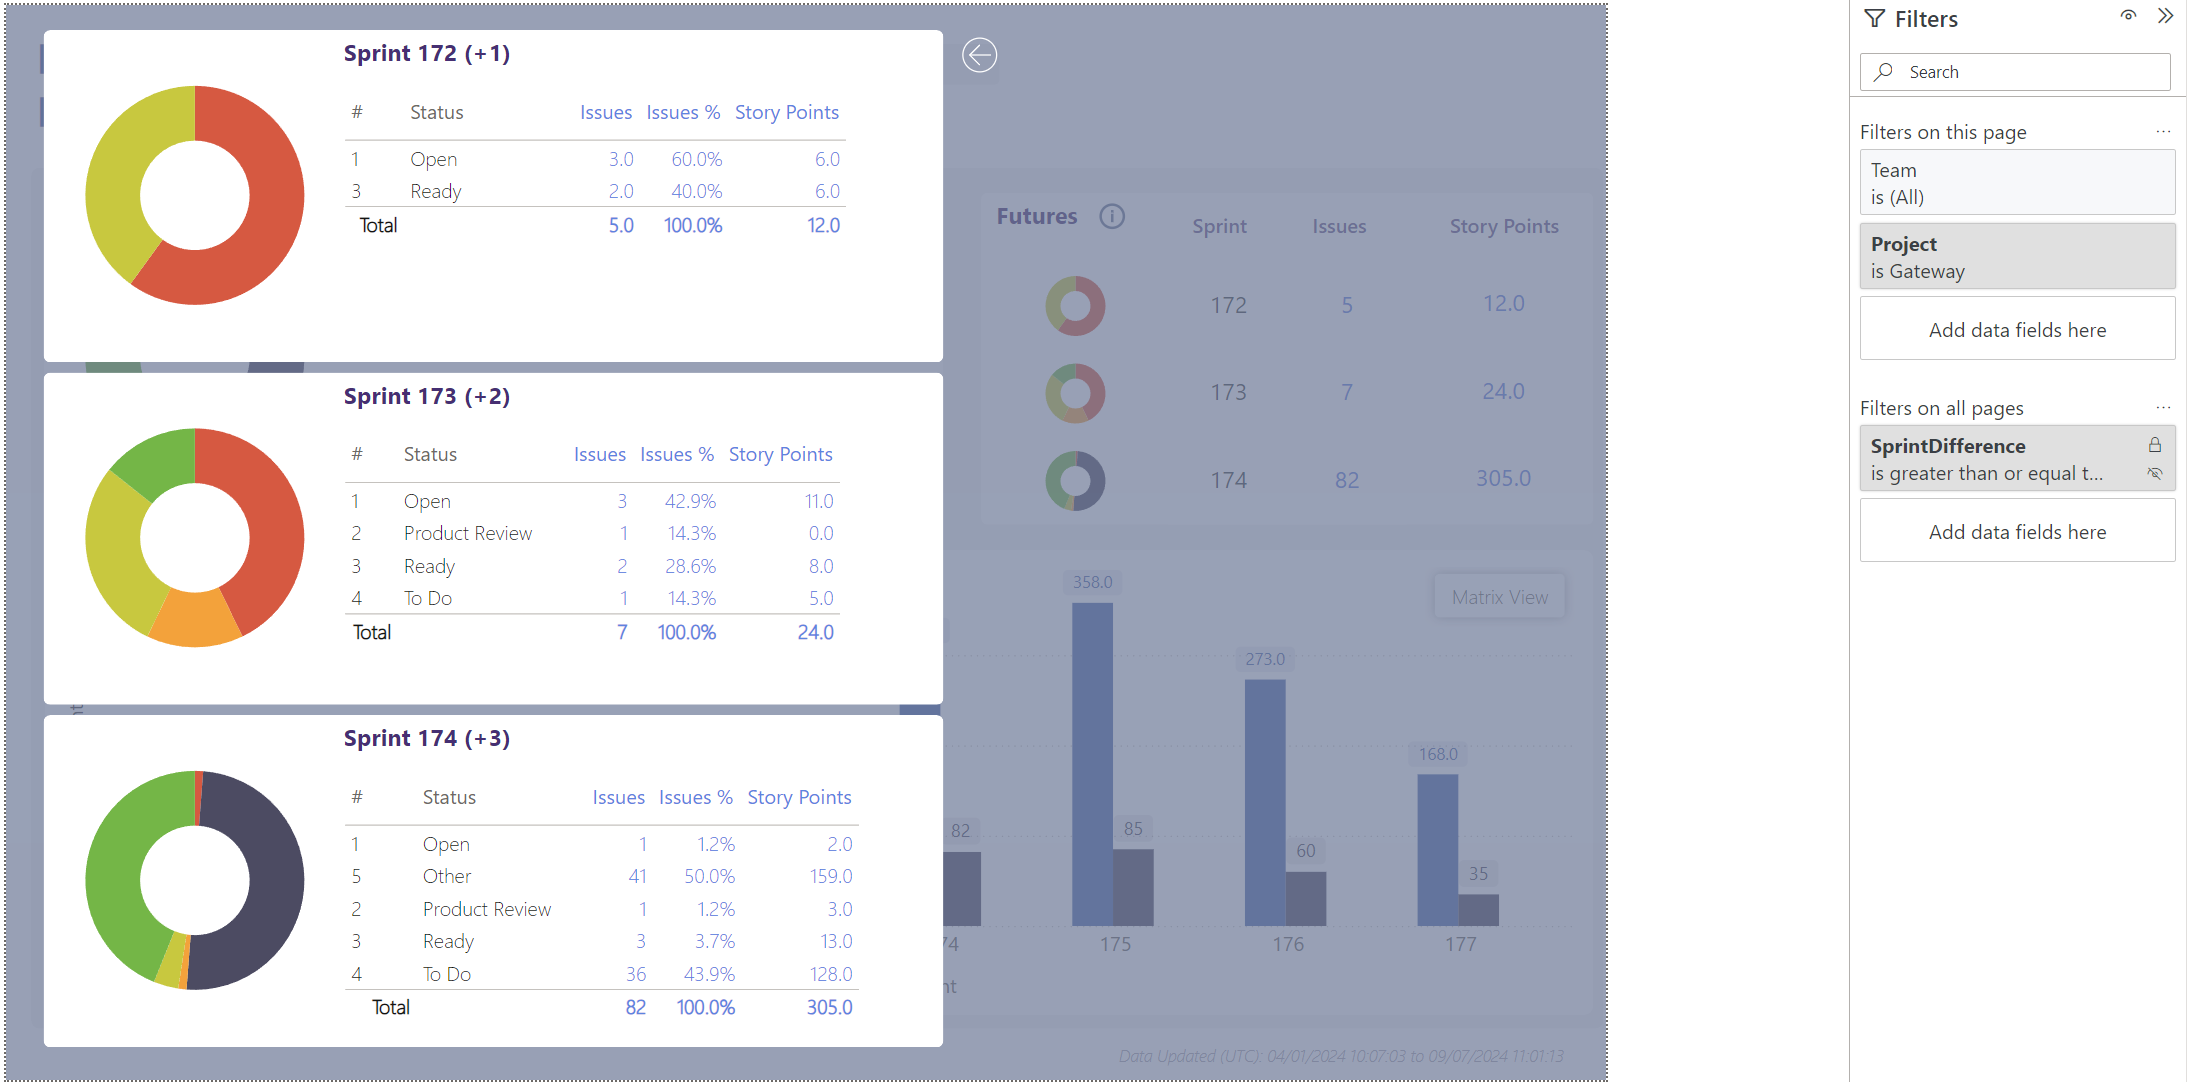 Sprint 172 (+1)
# Status Issues Issues % Story Points
1 Open 3.0 60.0% 6.0
3 Ready 2.0 40.0% 6.0
Total 5.0 100.0% 12.0
Sprint 173 (+2)
# Status Issues Issues % Story Points
1 Open 3 42.9% 11.0
2 Product Review 1 14.3% 0.0
3 Ready 2 28.6% 8.0
4 To Do 1 14.3% 5.0
Total 7 100.0% 24.0
Sprint 174 (+3)
# Status Issues Issues % Story Points
1 Open 1 1.2% 2.0
5 Other 41 50.0% 159.0
2 Product Review 1 1.2% 3.0
3 Ready 3 3.7% 13.0
4 To Do 36 43.9% 128.0
Total 82 100.0% 305.0
Futures Sprint Issues Story Points
172 5 12.0
173 7 24.0
174 82 305.0
Matrix View
358.0
273.0
168.0
82 85 60 35
74 175 176 177
nt
nt
Data Updated (UTC): 04/01/2024 10:07:03 to 09/07/2024 11:01:13
Filters
Search
Filters on this page
...
Team
is (All)
Project
is Gateway
Add data fields here
Filters on all pages
...
SprintDifference
is greater than or equal t...
Add data fields here